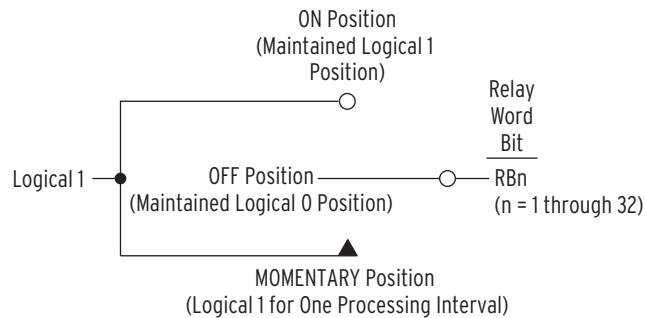 ON Position
(Maintained Logical 1
Position)
Relay
Word
Bit
Logical 1
OFF Position
RBn
(Maintained Logical 0 Position)
(n = 1 through 32)
MOMENTARY Position
(Logical 1 for One Processing Interval)